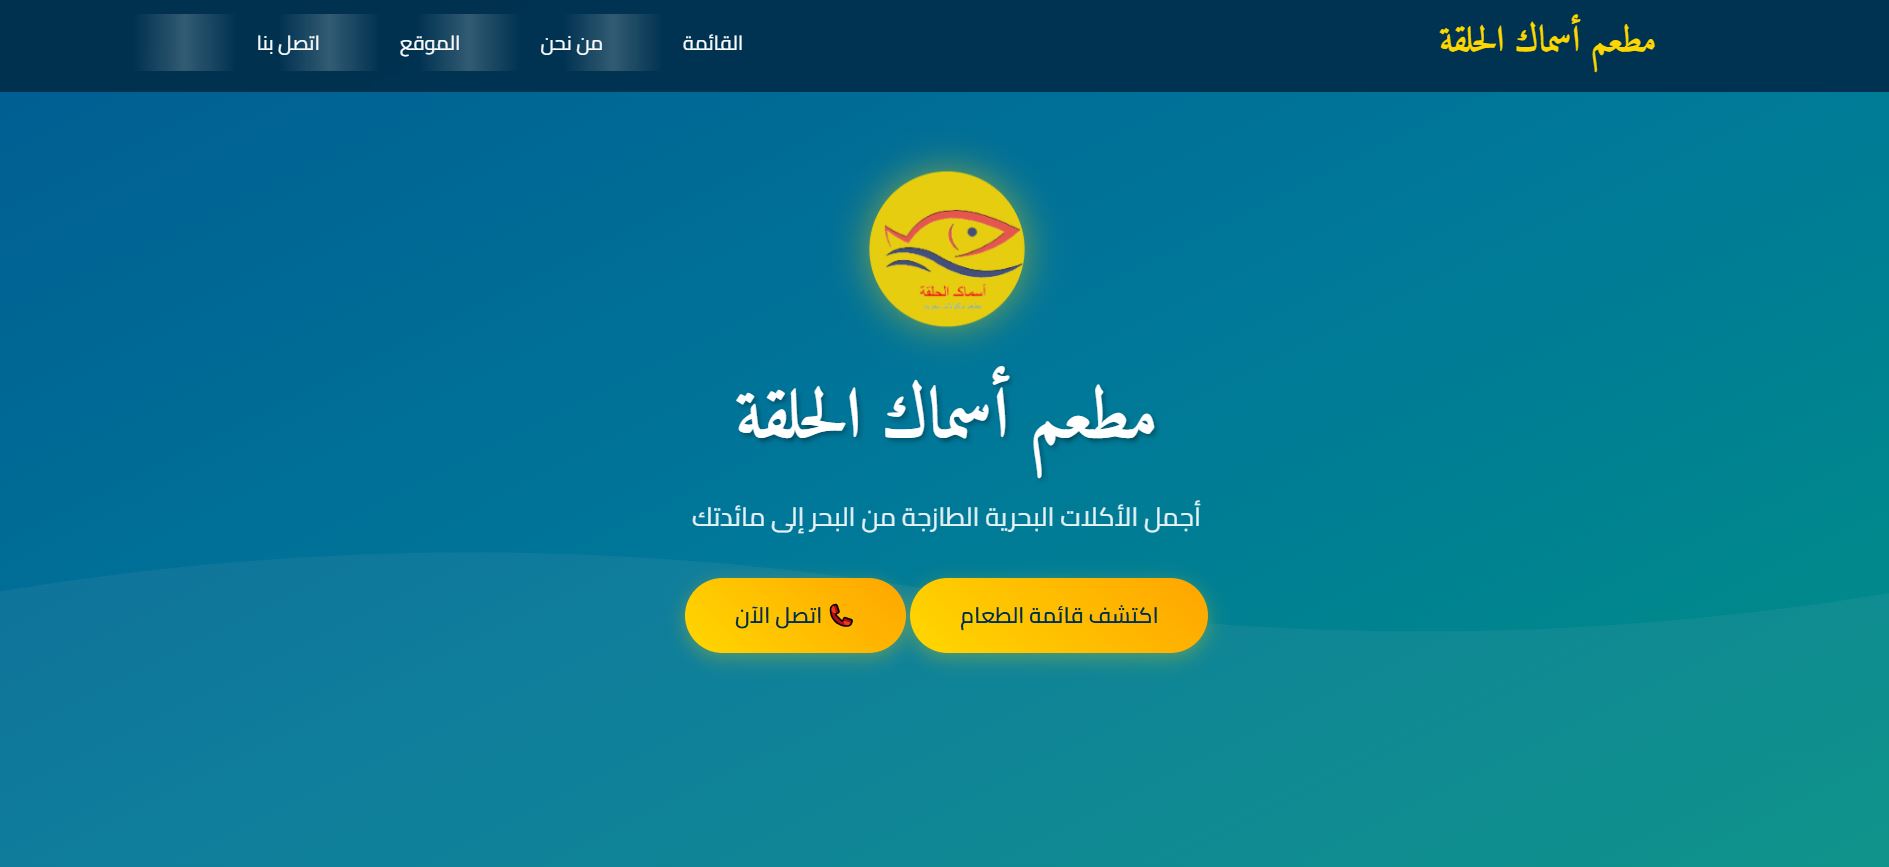 مطعم أسماك الحلقة
القائمة
من نحن
الموقع
اتصل بنا
أسماك الحلقة
مطعم أسماك الحلقة
أجمل الأكلات البحرية الطازجة من البحر إلى مائدتك
اكتشف قائمة الطعام
📞 اتصل الآن